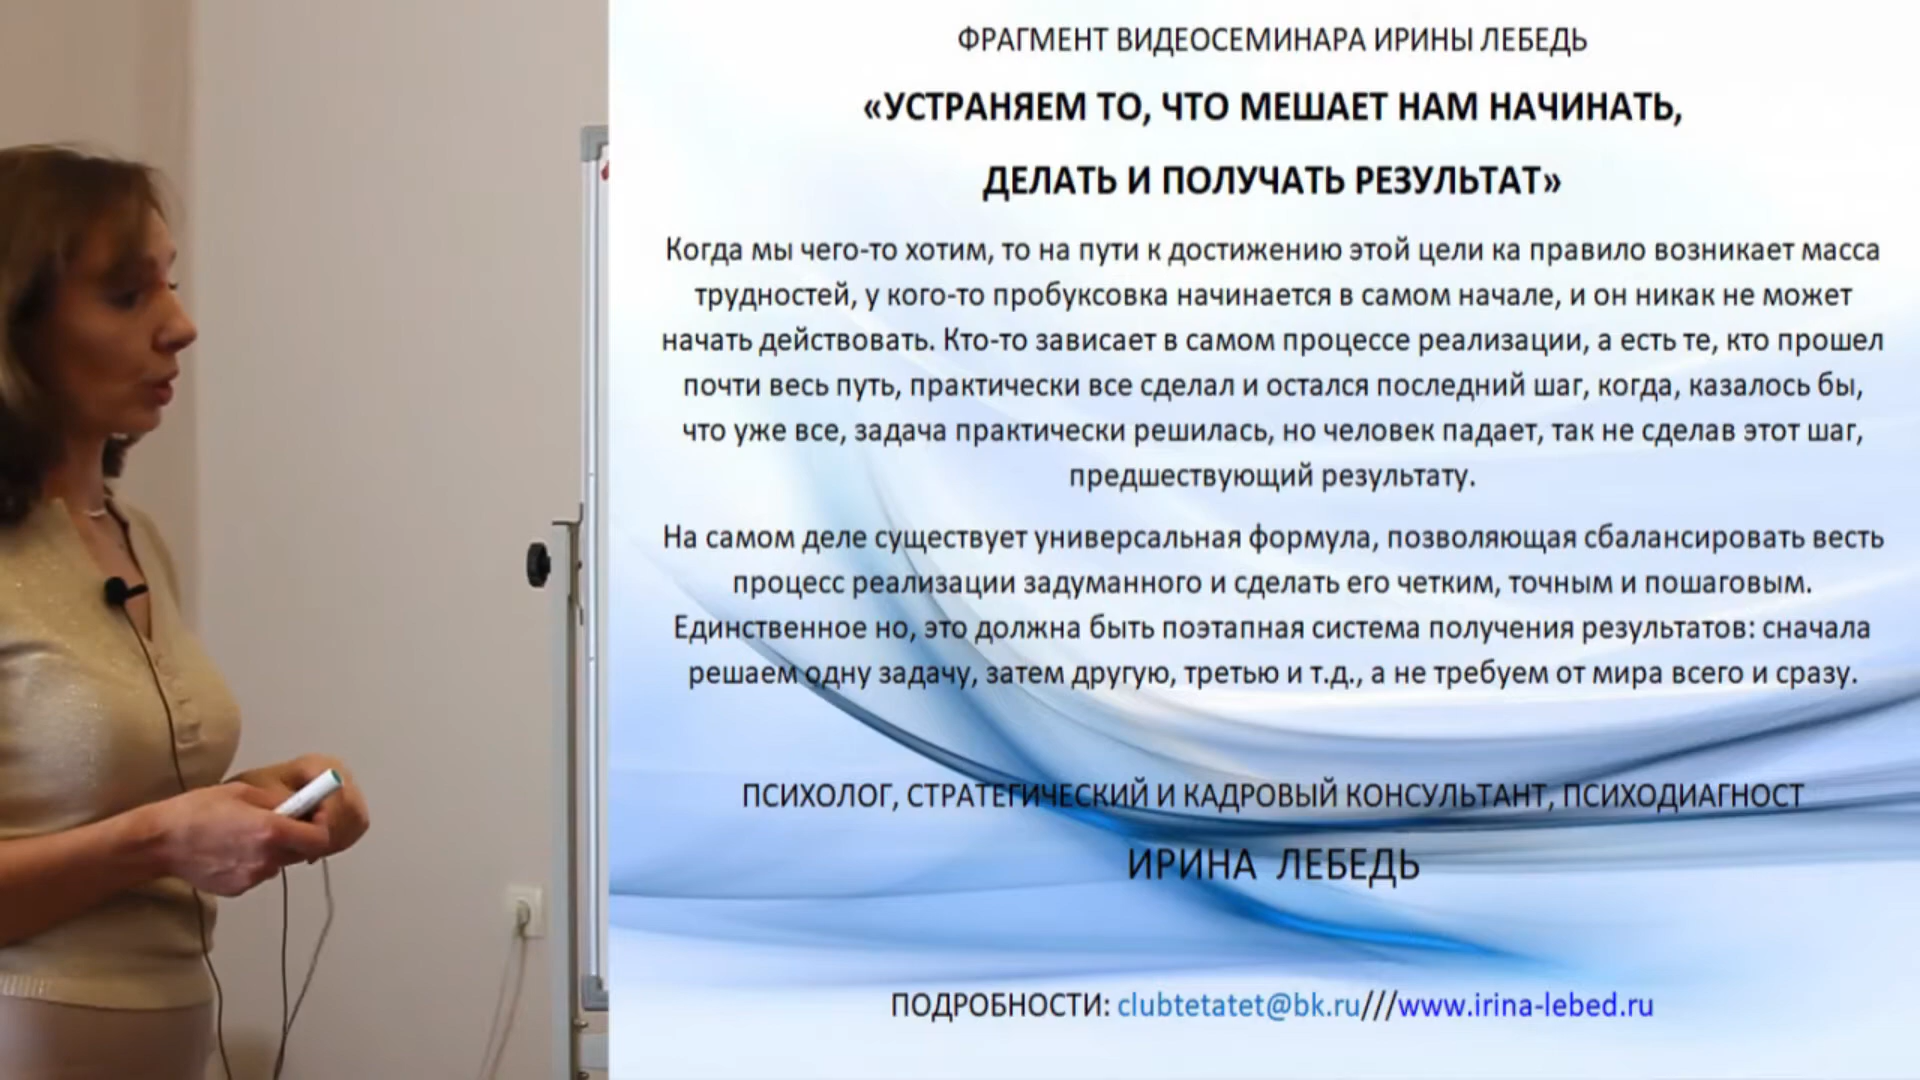 ФРАГМЕНТ ВИДЕОСЕМИНАРА ИРИНЫ ЛЕБЕДЬ
«УСТРАНЯЕМ ТО, ЧТО МЕШАЕТ НАМ НАЧИНАТЬ,
ДЕЛАТЬ И ПОЛУЧАТЬ РЕЗУЛЬТАТ»
Когда мы чего-то хотим, то на пути к достижению этой цели ка правило возникает масса
трудностей, у кого-то пробуксовка начинается в самом начале, и он никак не может
начать действовать. Кто-то зависает в самом процессе реализации, а есть те, кто прошел
почти весь путь, практически все сделал и остался последний шаг, когда, казалось бы,
что уже все, задача практически решилась, но человек падает, так не сделав этот шаг,
предшествующий результату.
На самом деле существует универсальная формула, позволяющая сбалансировать весть
процесс реализации задуманного и сделать его четким, точным и пошаговым.
Единственное но, это должна быть поэтапная система получения результатов: сначала
решаем одну задачу, затем другую, третью и т.д., а не требуем от мира всего и сразу.
ПСИХОЛОГ, СТРАТЕГИЧЕСКИЙ И КАДРОВЫЙ КОНСУЛЬТАНТ, ПСИХОДИАГНОСТ
ИРИНА ЛЕБЕДЬ
ПОДРОБНОСТИ: clubtetatet@bk.ru///www.irina-lebed.ru